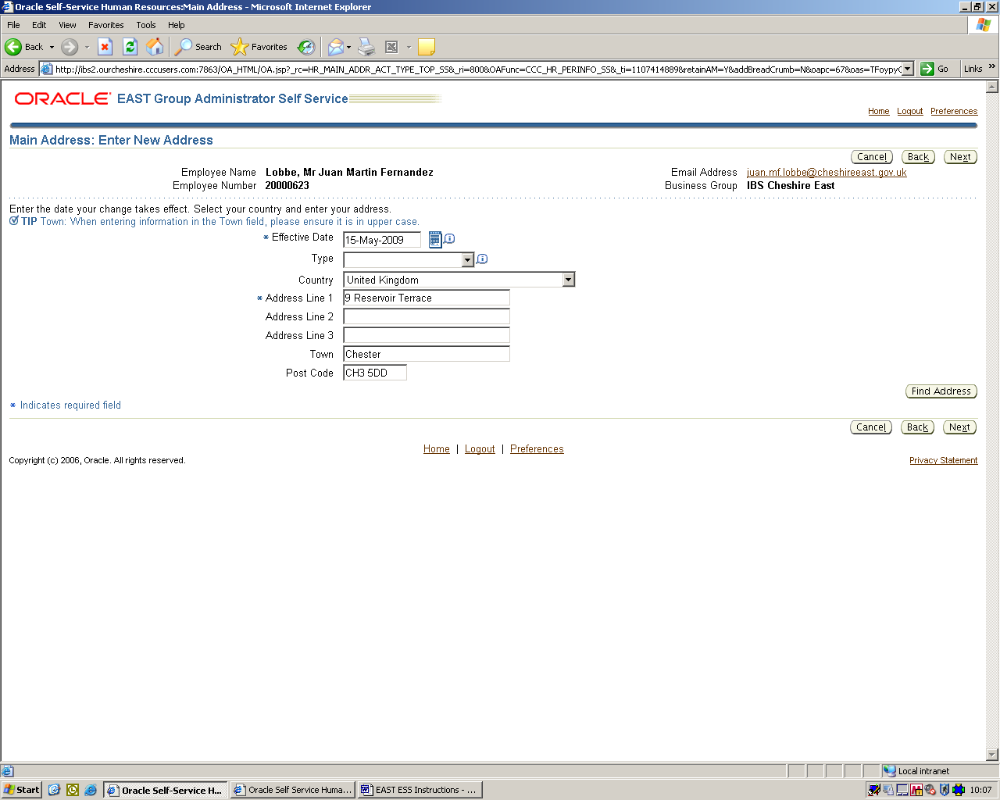 Oracle Self-Service Human Resources:Main Address - Microsoft Internet Explorer
File Edit View Favorites Tools Help
Back Search Favorites
Address http://ibs2.ourcheshire.cccusers.com:7863/OA_HTML/OA.jsp?_rc=HR_MAIN_ADDR_ACT_TYPE_TOP_SS&_ri=800&OAFunc=CCC_HR_PERINFO_SS&_ti=1107414889&retainAM=Y&addBreadCrumb=N&oapc=67&oas=TFoypyC Go Links »
ORACLE EAST Group Administrator Self Service
Home Logout Preferences
Main Address: Enter New Address
Cancel Back Next
Employee Name Lobbe, Mr Juan Martin Fernandez Email Address juan.mf.lobbe@cheshireeast.gov.uk
Employee Number 20000623 Business Group IBS Cheshire East
Enter the date your change takes effect. Select your country and enter your address.
TIP Town: When entering information in the Town field, please ensure it is in upper case.
* Effective Date 15-May-2009
Type
Country United Kingdom
* Address Line 1 9 Reservoir Terrace
Address Line 2
Address Line 3
Town Chester
Post Code CH3 5DD
Find Address
* Indicates required field
Cancel Back Next
Home | Logout | Preferences
Copyright (c) 2006, Oracle. All rights reserved. Privacy Statement
Local intranet
Start Oracle Self-Service H... Oracle Self Service Huma... EAST ESS Instructions - ... 10:07